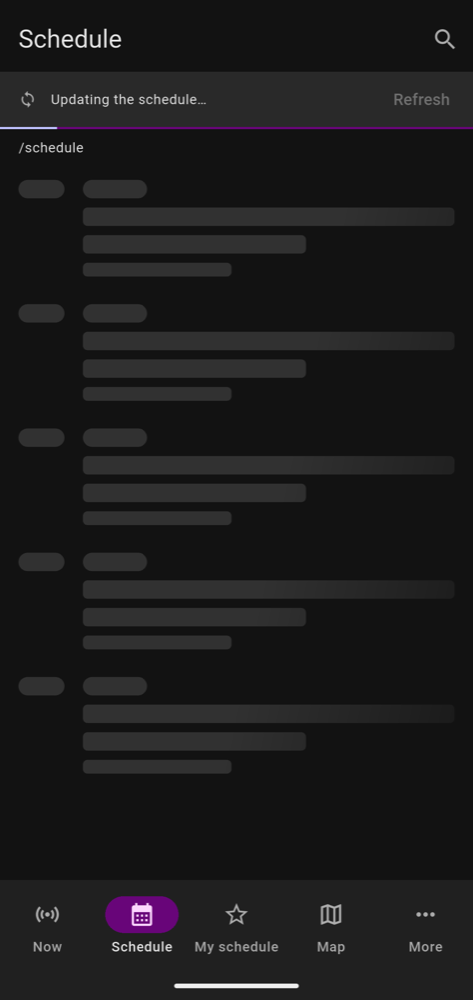 Schedule
Updating the schedule…
Refresh
/schedule
Now
Schedule
My schedule
Map
More